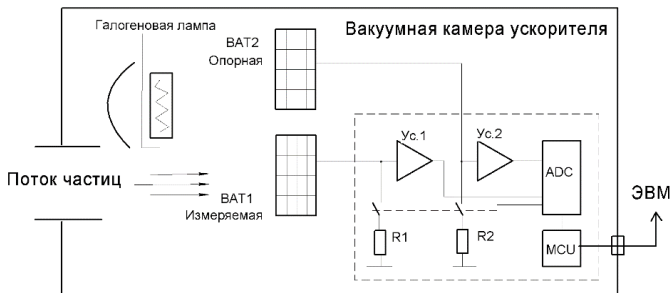 Галогеновая лампа
ВАТ2
Опорная
Вакуумная камера ускорителя
Ус.1
Ус.2
ADC
Поток частиц
ВАТ1
Измеряемая
R1
R2
MCU
ЭВМ